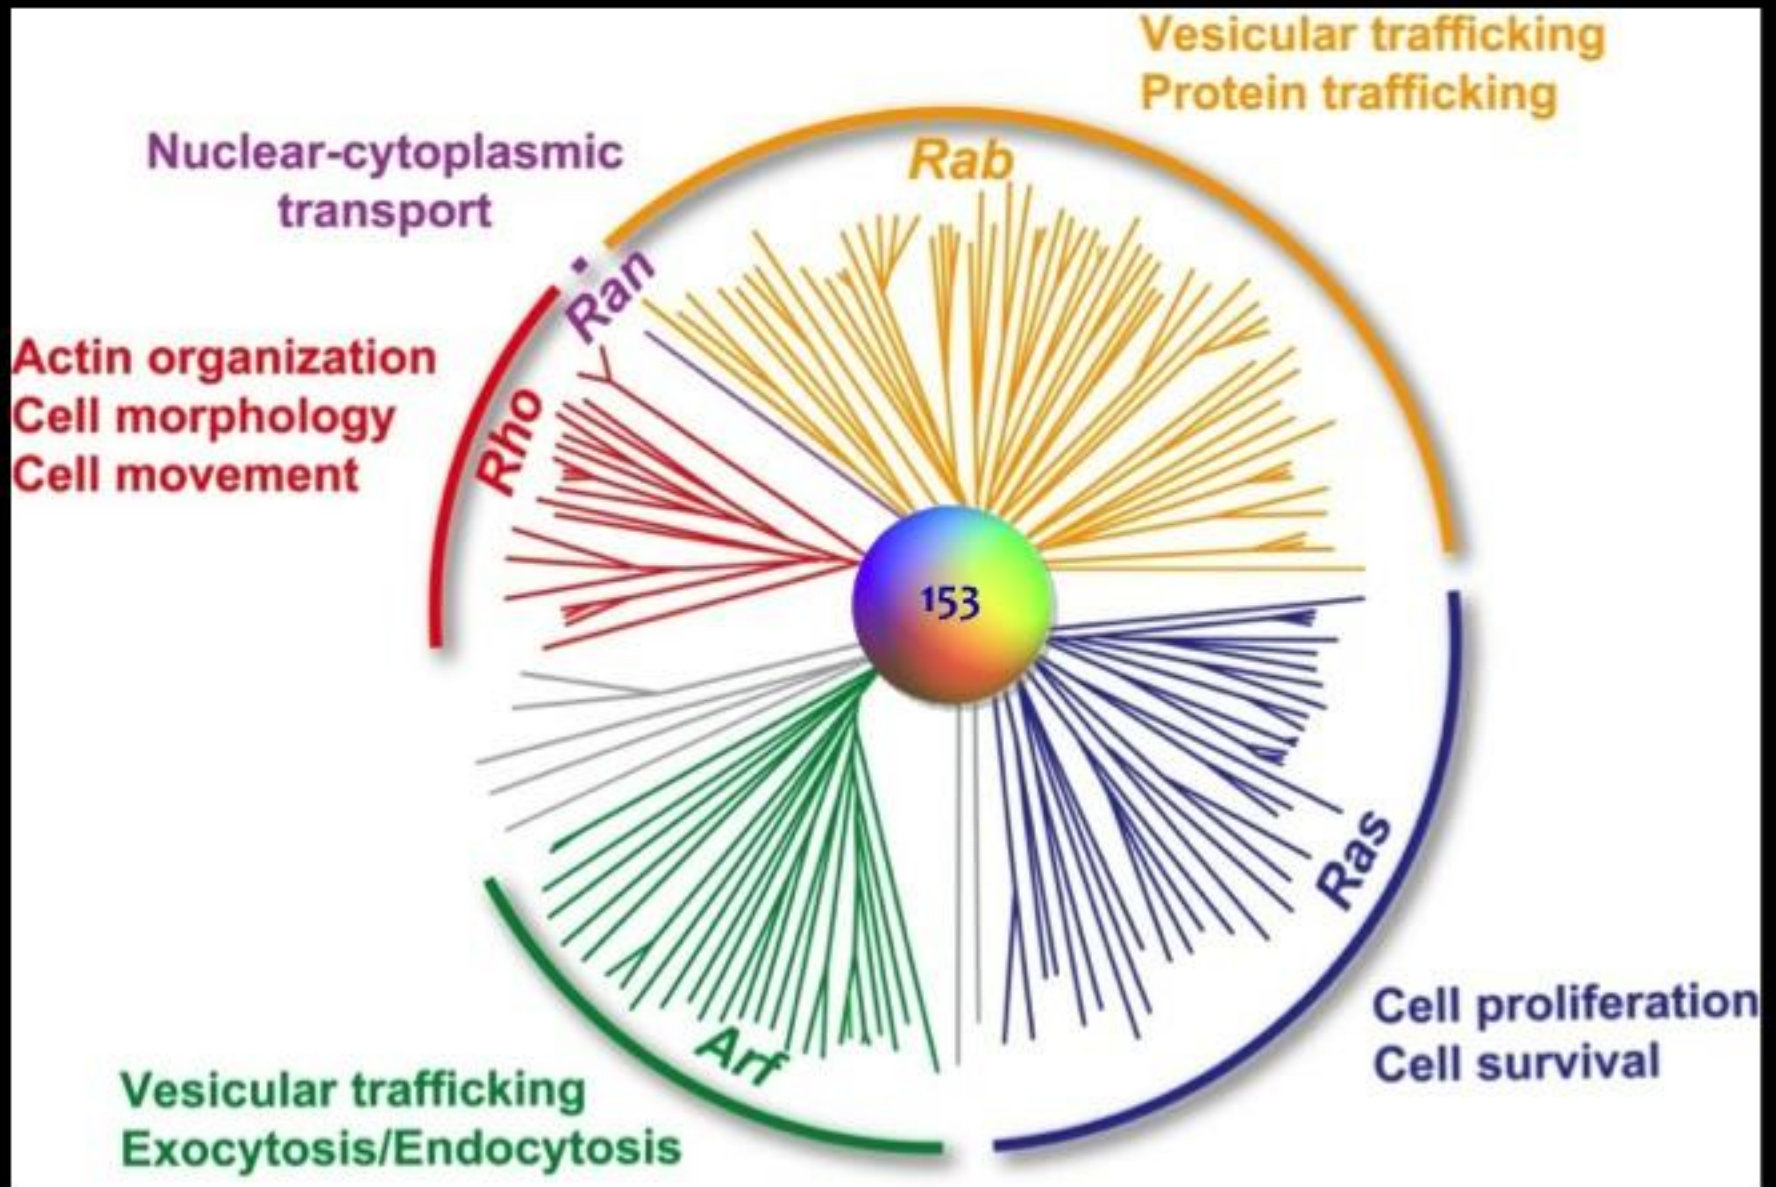 Vesicular trafficking
Protein trafficking
Nuclear-cytoplasmic
transport
Rab
Ran
Actin organization
Cell morphology
Cell movement
Rho
153
Ras
Cell proliferation
Cell survival
Arf
Vesicular trafficking
Exocytosis/Endocytosis